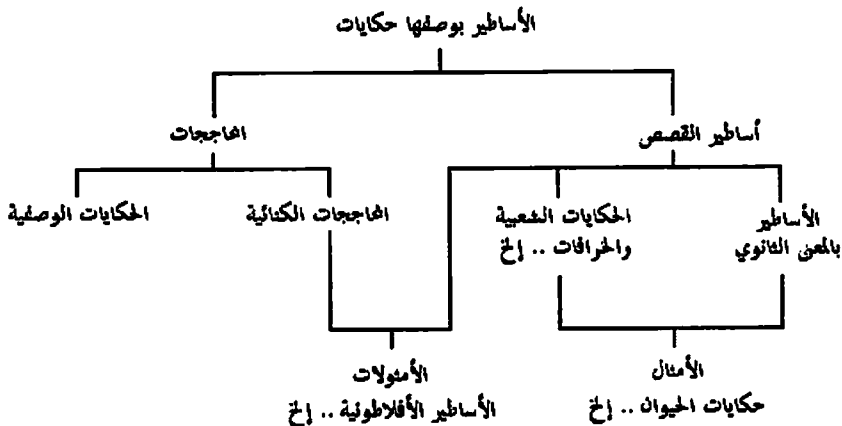 الأساطير بوصفها حكايات
أساطير القصص
المحاججات
الأساطير
بالمعنى الثانوي
الحكايات الشعبية
والخرافات .. إلخ
المحاججات الكنائية
الحكايات الوصفية
الأمثال
حكايات الحيوان .. إلخ
الأمثولات
الأساطير الأفلاطونية .. إلخ